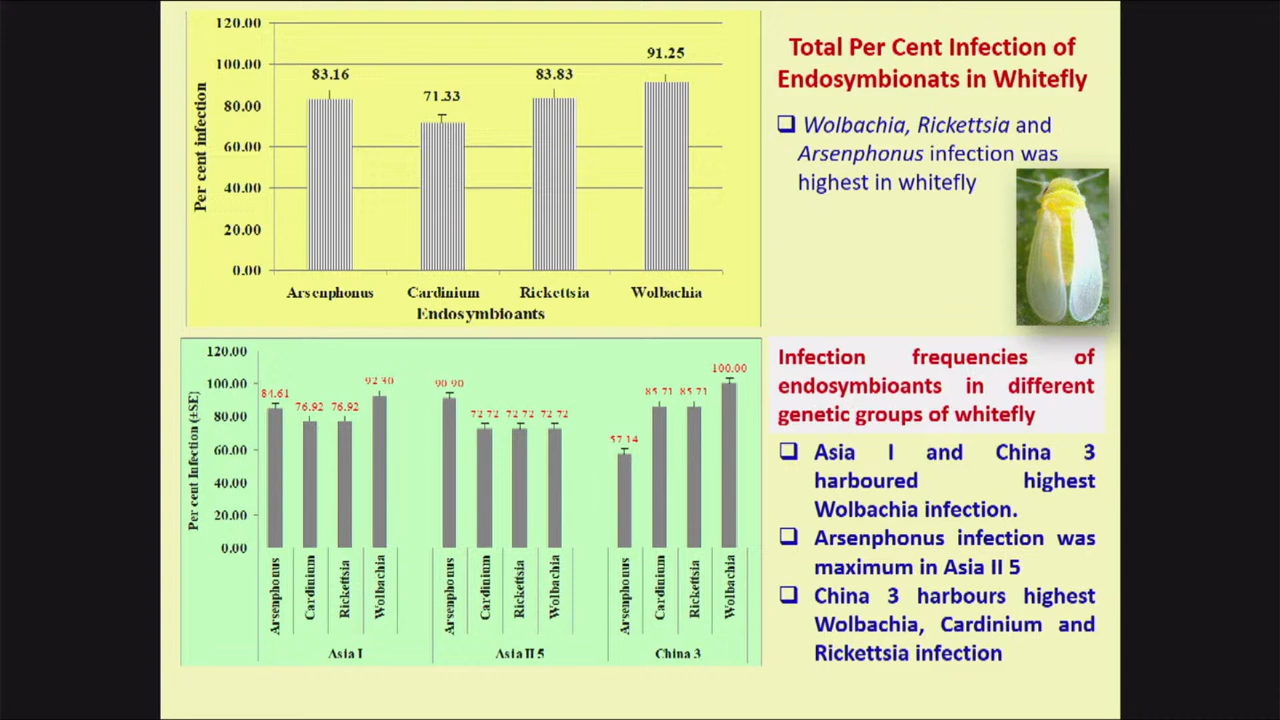 120.00
100.00
80.00
60.00
40.00
20.00
0.00
Per cent infection
83.16
71.33
83.83
91.25
Arsenphonus Cardinium Rickettsia Wolbachia
Endosymbioants
Total Per Cent Infection of
Endosymbionats in Whitefly
Wolbachia, Rickettsia and
Arsenphonus infection was
highest in whitefly
120.00
100.00
80.00
60.00
40.00
20.00
0.00
Per cent Infection (±SE)
84.61 76.92 76.92 92.30
90.90 72.72 72.72 72.72
57.14 85.71 85.71 100.00
Arsenphonus Cardinium Rickettsia Wolbachia
Arsenphonus Cardinium Rickettsia Wolbachia
Arsenphonus Cardinium Rickettsia Wolbachia
Asia I Asia II 5 China 3
Infection frequencies of
endosymbioants in different
genetic groups of whitefly
Asia I and China 3
harboured highest
Wolbachia infection.
Arsenphonus infection was
maximum in Asia II 5
China 3 harbours highest
Wolbachia, Cardinium and
Rickettsia infection